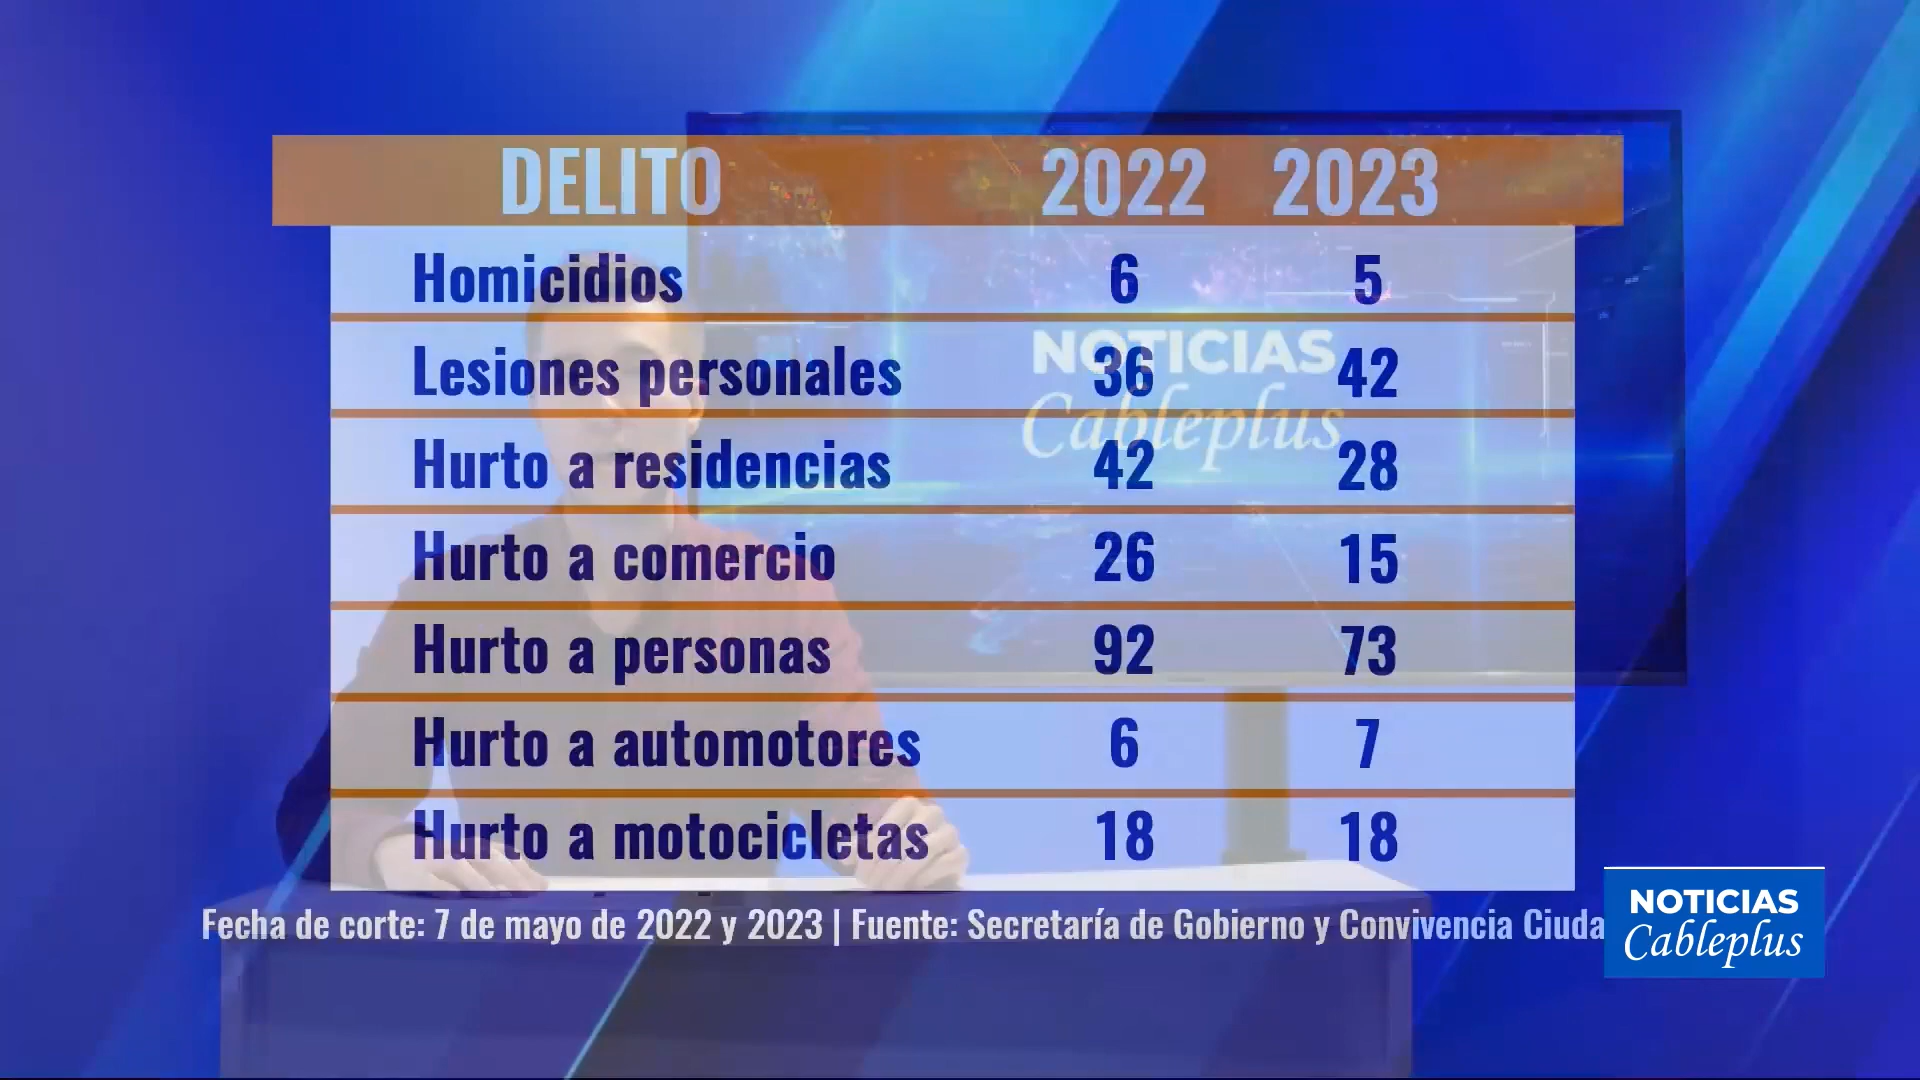 DELITO 2022 2023
Homicidios 6 5
NOTICIAS
Lesiones personales 36 42
Cableplus
Hurto a residencias 42 28
Hurto a comercio 26 15
Hurto a personas 92 73
Hurto a automotores 6 7
Hurto a motocicletas 18 18
Fecha de corte: 7 de mayo de 2022 y 2023 | Fuente: Secretaría de Gobierno y Convivencia Ciuda
NOTICIAS
Cableplus